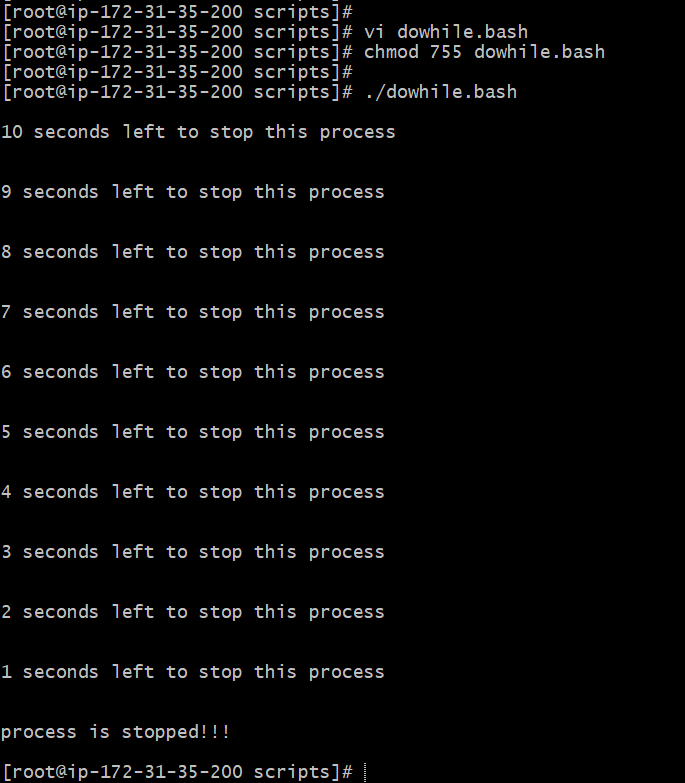 [root@ip-172-31-35-200 scripts]#
[root@ip-172-31-35-200 scripts]# vi dowhile.bash
[root@ip-172-31-35-200 scripts]# chmod 755 dowhile.bash
[root@ip-172-31-35-200 scripts]#
[root@ip-172-31-35-200 scripts]# ./dowhile.bash
10 seconds left to stop this process
9 seconds left to stop this process
8 seconds left to stop this process
7 seconds left to stop this process
6 seconds left to stop this process
5 seconds left to stop this process
4 seconds left to stop this process
3 seconds left to stop this process
2 seconds left to stop this process
1 seconds left to stop this process
process is stopped!!!
[root@ip-172-31-35-200 scripts]#